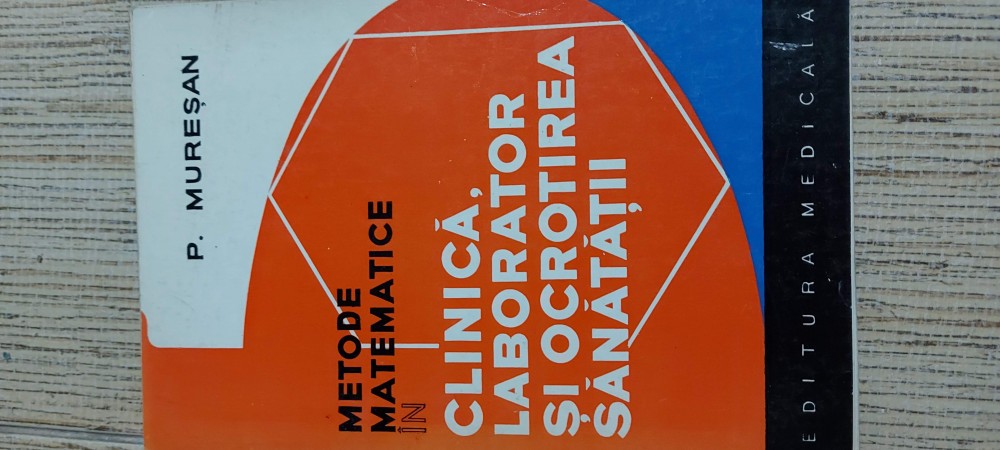 P. MUREȘAN
METODE
MATEMATICE
ÎN
CLINICĂ,
LABORATOR
ȘI OCROTIREA
SĂNĂTĂȚII
EDITURA MEDICALĂ